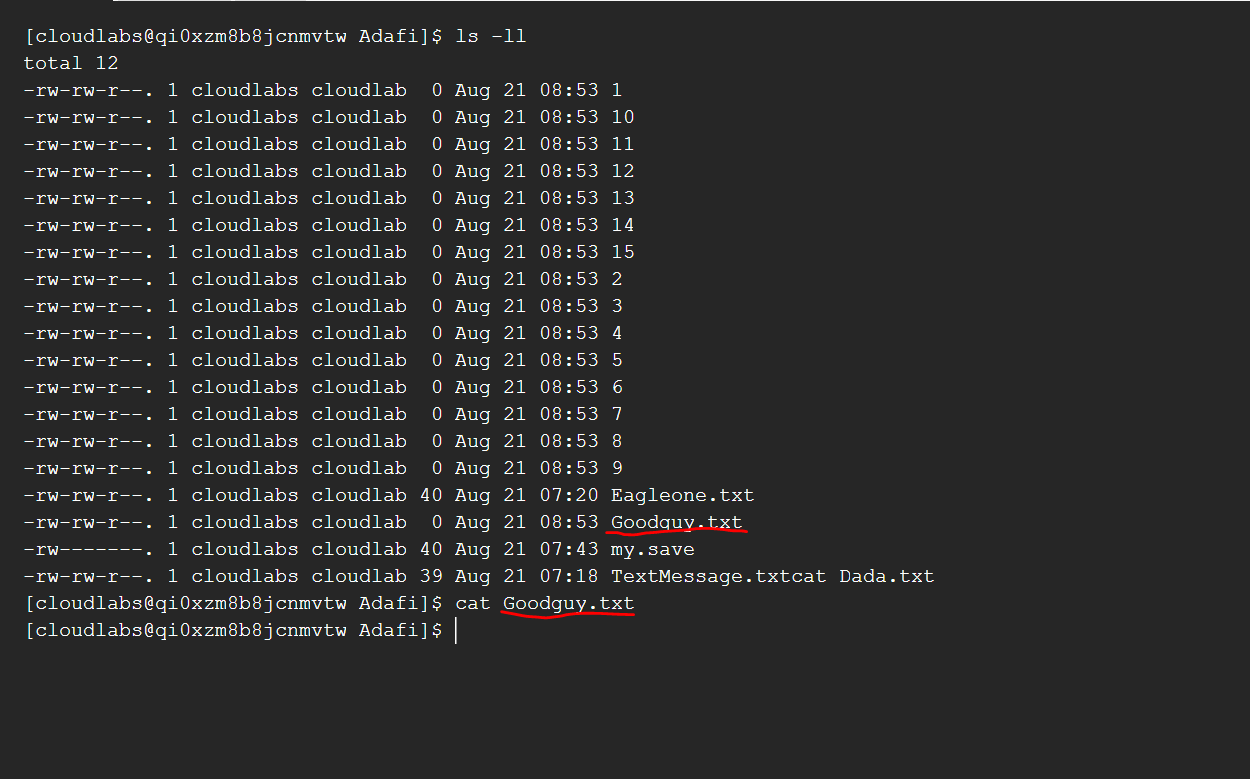 [cloudlabs@qi0xzm8b8jcnmvtw Adafi]$ ls -ll
total 12
-rw-rw-r--. 1 cloudlabs cloudlab  0 Aug 21 08:53 1
-rw-rw-r--. 1 cloudlabs cloudlab  0 Aug 21 08:53 10
-rw-rw-r--. 1 cloudlabs cloudlab  0 Aug 21 08:53 11
-rw-rw-r--. 1 cloudlabs cloudlab  0 Aug 21 08:53 12
-rw-rw-r--. 1 cloudlabs cloudlab  0 Aug 21 08:53 13
-rw-rw-r--. 1 cloudlabs cloudlab  0 Aug 21 08:53 14
-rw-rw-r--. 1 cloudlabs cloudlab  0 Aug 21 08:53 15
-rw-rw-r--. 1 cloudlabs cloudlab  0 Aug 21 08:53 2
-rw-rw-r--. 1 cloudlabs cloudlab  0 Aug 21 08:53 3
-rw-rw-r--. 1 cloudlabs cloudlab  0 Aug 21 08:53 4
-rw-rw-r--. 1 cloudlabs cloudlab  0 Aug 21 08:53 5
-rw-rw-r--. 1 cloudlabs cloudlab  0 Aug 21 08:53 6
-rw-rw-r--. 1 cloudlabs cloudlab  0 Aug 21 08:53 7
-rw-rw-r--. 1 cloudlabs cloudlab  0 Aug 21 08:53 8
-rw-rw-r--. 1 cloudlabs cloudlab  0 Aug 21 08:53 9
-rw-rw-r--. 1 cloudlabs cloudlab 40 Aug 21 07:20 Eagleone.txt
-rw-rw-r--. 1 cloudlabs cloudlab  0 Aug 21 08:53 Goodguy.txt
-rw-------. 1 cloudlabs cloudlab 40 Aug 21 07:43 my.save
-rw-rw-r--. 1 cloudlabs cloudlab 39 Aug 21 07:18 TextMessage.txtcat Dada.txt
[cloudlabs@qi0xzm8b8jcnmvtw Adafi]$ cat Goodguy.txt
[cloudlabs@qi0xzm8b8jcnmvtw Adafi]$